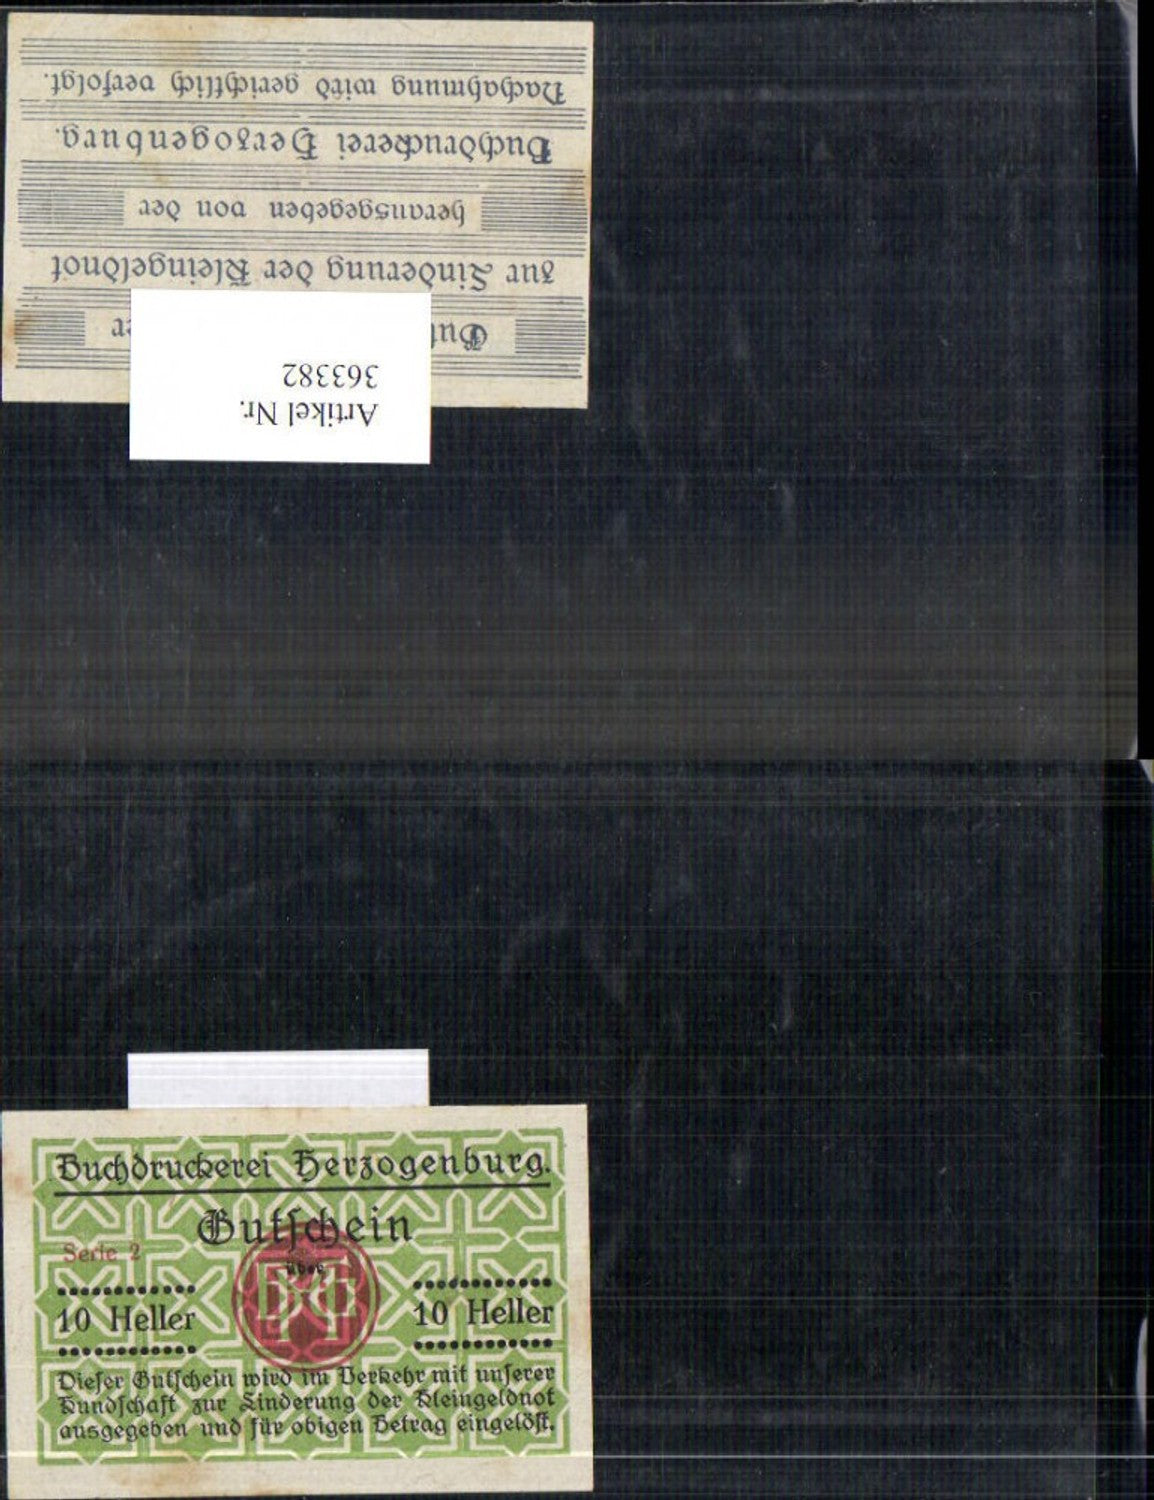 Nachahmung wird gerichtlich verfolgt.
Buchdruckerei Herzogenburg.
herausgegeben von der
zur Linderung der Kleingeldnot
Artikel Nr.
363382
Buchdruckerei Herzogenburg.
Gutschein
Serie 2
über
10 Heller
10 Heller
Dieser Gutschein wird im Verkehr mit unserer
Kundschaft zur Linderung der Kleingeldnot
ausgegeben und für obigen Betrag eingelöst.